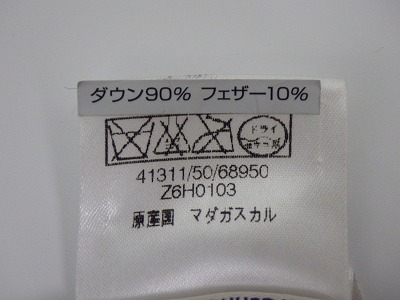 ダウン90% フェザー10%
ドライ
41311/50/68950
Z6H0103
原産国 マダガスカル